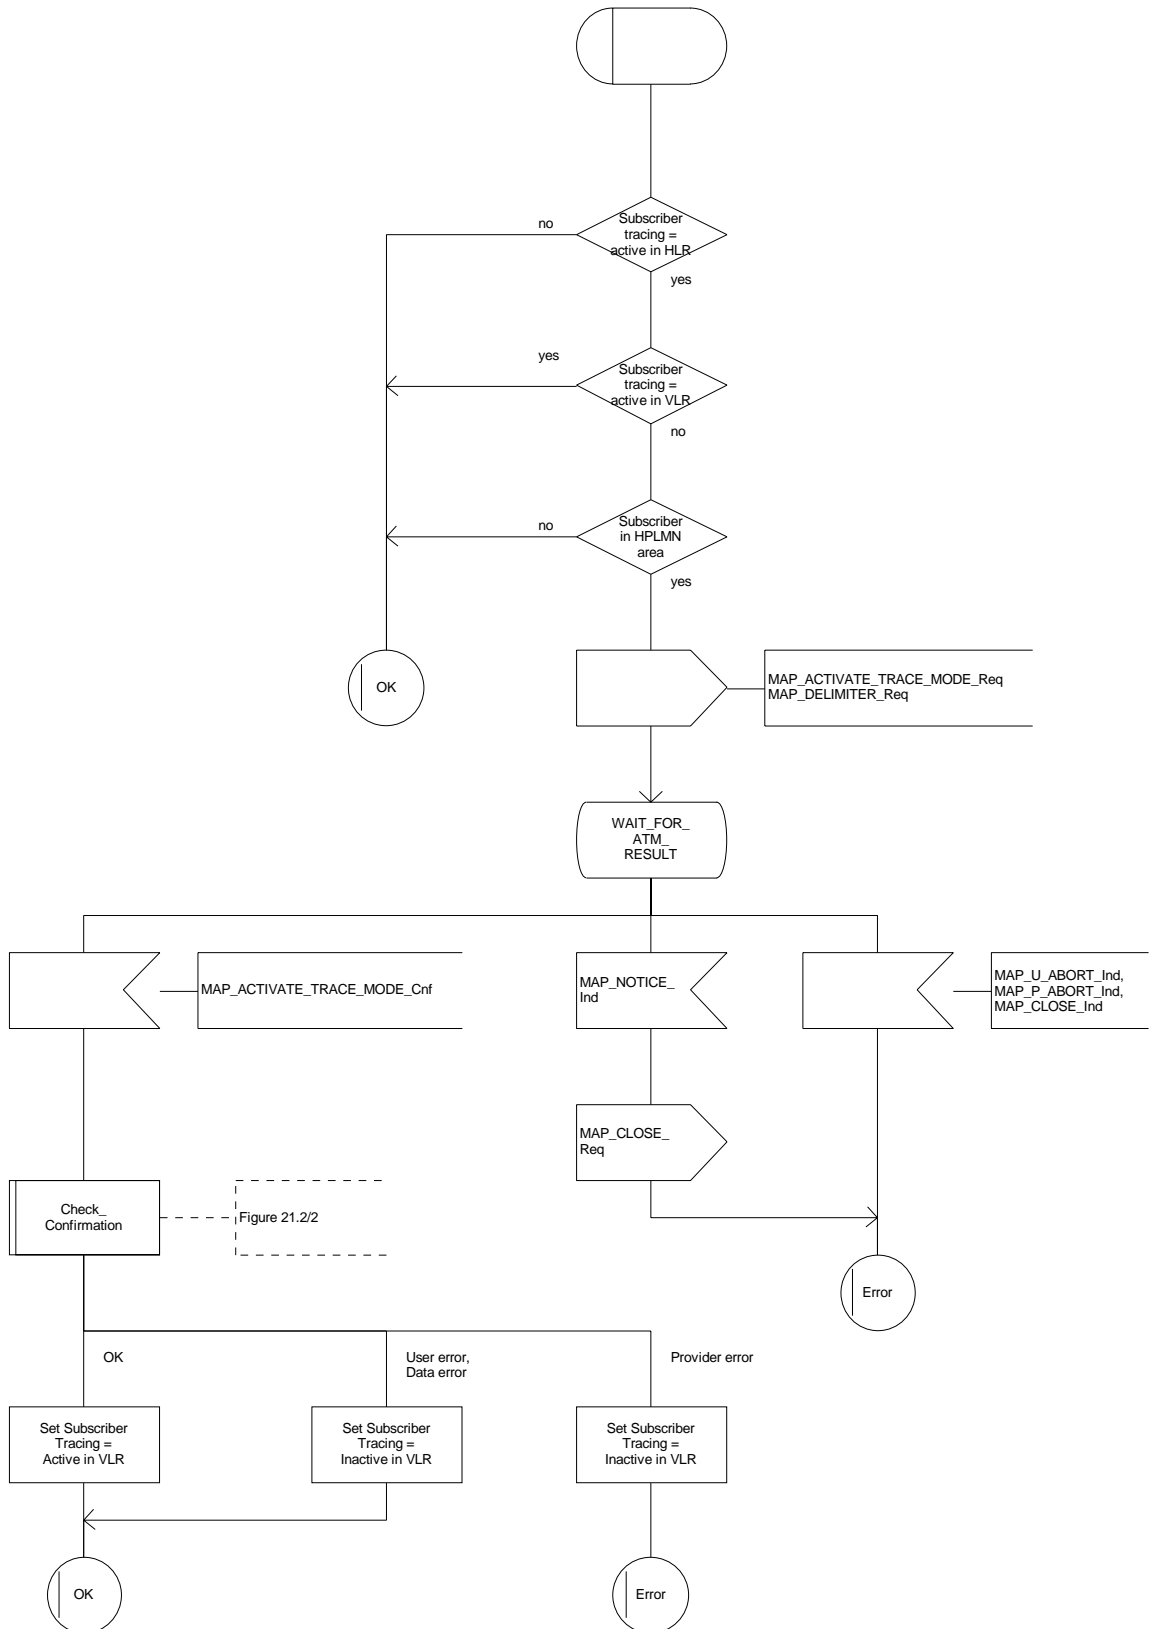 Subscriber
tracing =
active in HLR
no
yes
Subscriber
tracing =
active in VLR
yes
no
Subscriber
in HPLMN
area
no
yes
OK
MAP_ACTIVATE_TRACE_MODE_Req
MAP_DELIMITER_Req
WAIT_FOR_
ATM_
RESULT
MAP_ACTIVATE_TRACE_MODE_Cnf
MAP_NOTICE_
Ind
MAP_U_ABORT_Ind,
MAP_P_ABORT_Ind,
MAP_CLOSE_Ind
MAP_CLOSE_
Req
Check_
Confirmation
Figure 21.2/2
Error
OK
User error,
Data error
Provider error
Set Subscriber
Tracing =
Active in VLR
Set Subscriber
Tracing =
Inactive in VLR
Set Subscriber
Tracing =
Inactive in VLR
OK
Error